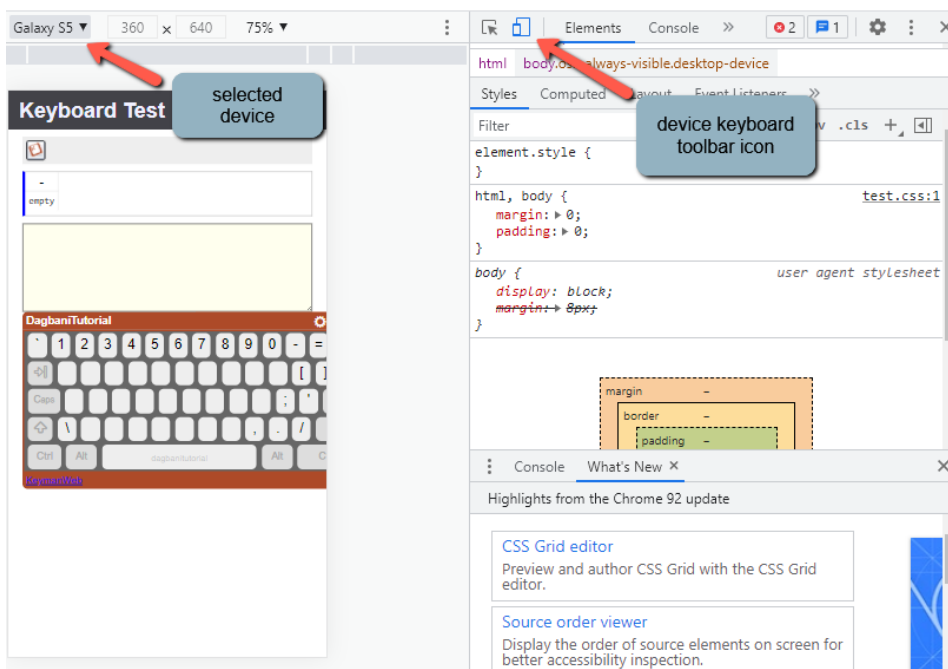 Galaxy S5 ▼ 360 x 640 75% ▼
Elements Console » 2 1
html body.os always-visible.desktop-device
Styles Computed Layout Event Listeners »
Filter .cls +
element.style {
}
html, body { test.css:1
margin: 0;
padding: 0;
}
body { user agent stylesheet
display: block;
margin: 8px;
}
margin –
border –
padding –
Console What's New ×
Highlights from the Chrome 92 update
CSS Grid editor
Preview and author CSS Grid with the CSS Grid
editor.
Source order viewer
Display the order of source elements on screen for
better accessibility inspection.
selected
device
device keyboard
toolbar icon
Keyboard Test
-
empty
DagbaniTutorial
` 1 2 3 4 5 6 7 8 9 0 - =
[ ]
Caps ; '
\ , . /
Ctrl Alt dagbanitutorial Alt C
KeymanWeb